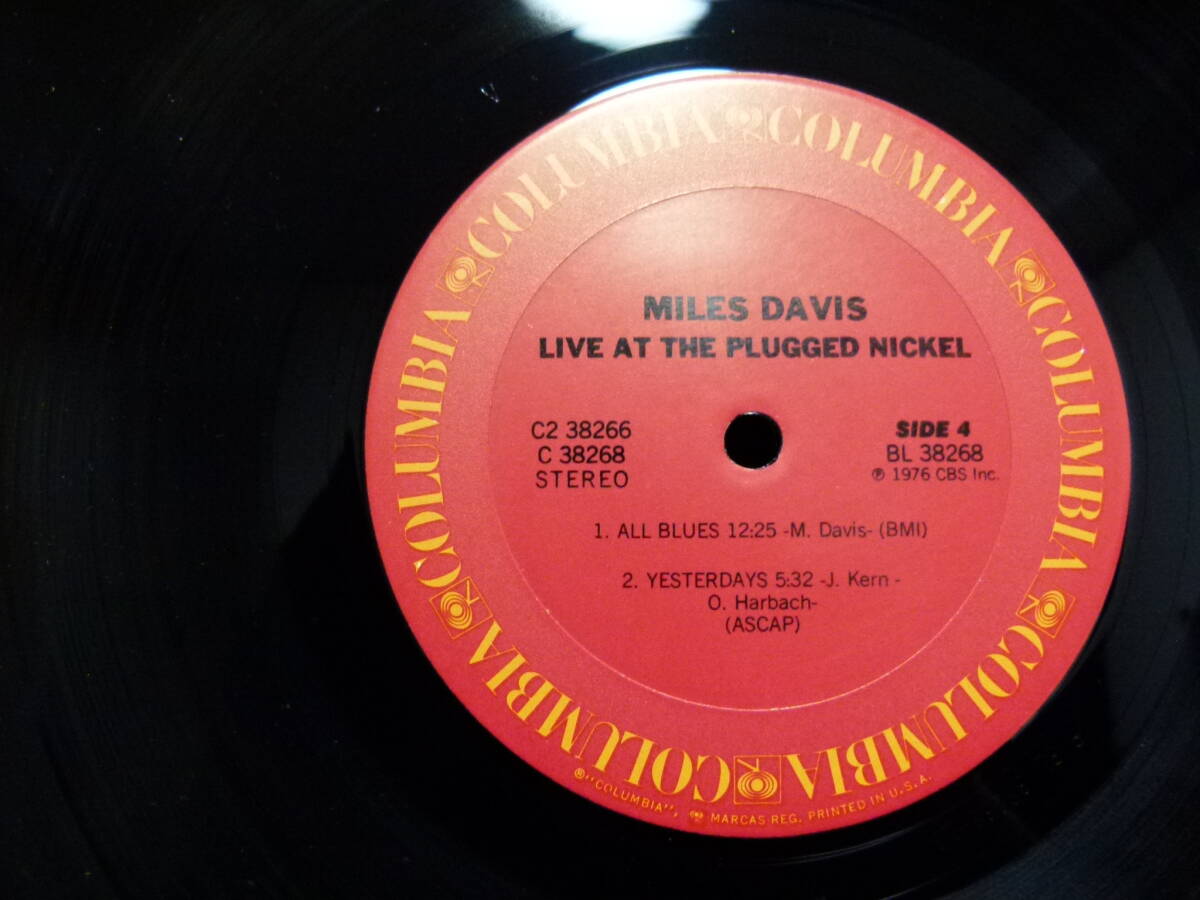 COLUMBIA COLUMBIA COLUMBIA COLUMBIA COLUMBIA COLUMBIA COLUMBIA COLUMBIA
MILES DAVIS
LIVE AT THE PLUGGED NICKEL
C2 38266
C 38268
STEREO
SIDE 4
BL 38268
℗ 1976 CBS Inc.
1. ALL BLUES 12:25 -M. Davis- (BMI)
2. YESTERDAYS 5:32 -J. Kern -
O. Harbach-
(ASCAP)
®"COLUMBIA", MARCAS REG. PRINTED IN U.S.A.